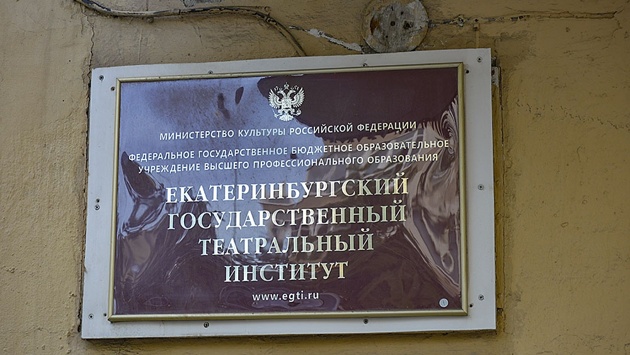 МИНИСТЕРСТВО КУЛЬТУРЫ РОССИЙСКОЙ ФЕДЕРАЦИИ
ФЕДЕРАЛЬНОЕ ГОСУДАРСТВЕННОЕ БЮДЖЕТНОЕ ОБРАЗОВАТЕЛЬНОЕ
УЧРЕЖДЕНИЕ ВЫСШЕГО ПРОФЕССИОНАЛЬНОГО ОБРАЗОВАНИЯ
ЕКАТЕРИНБУРГСКИЙ
ГОСУДАРСТВЕННЫЙ
ТЕАТРАЛЬНЫЙ
ИНСТИТУТ
www.egti.ru